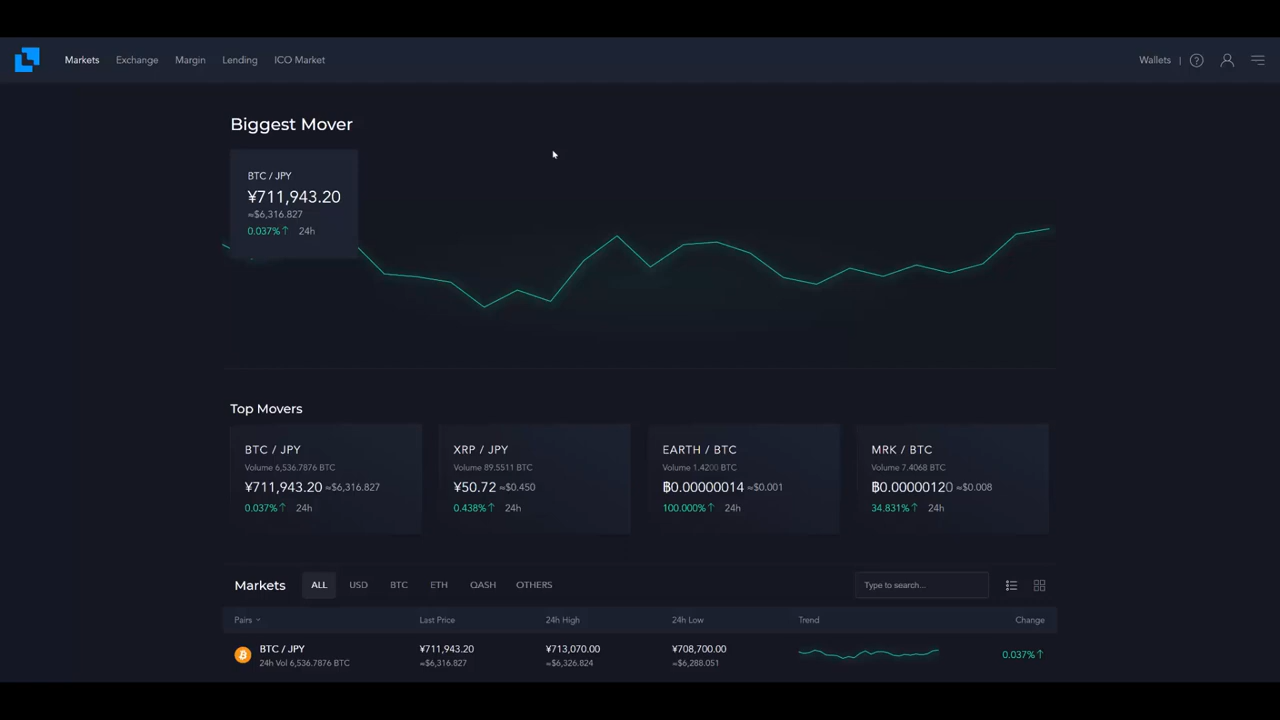 Markets Exchange Margin Lending ICO Market Wallets | ?
Biggest Mover
BTC / JPY
¥711,943.20
≈$6,316.827
0.037%↑ 24h
Top Movers
BTC / JPY
Volume 6,536.7876 BTC
¥711,943.20 ≈$6,316.827
0.037%↑ 24h
XRP / JPY
Volume 89.5511 BTC
¥50.72 ≈$0.450
0.438%↑ 24h
EARTH / BTC
Volume 1.4200 BTC
฿0.00000014 ≈$0.001
100.000%↑ 24h
MRK / BTC
Volume 7.4068 BTC
฿0.00000120 ≈$0.008
34.831%↑ 24h
Markets ALL USD BTC ETH QASH OTHERS Type to search...
Pairs Last Price 24h High 24h Low Trend Change
BTC / JPY ¥711,943.20 ¥713,070.00 ¥708,700.00 0.037%↑
24h Vol 6,536.7876 BTC ≈$6,316.827 ≈$6,326.824 ≈$6,288.051